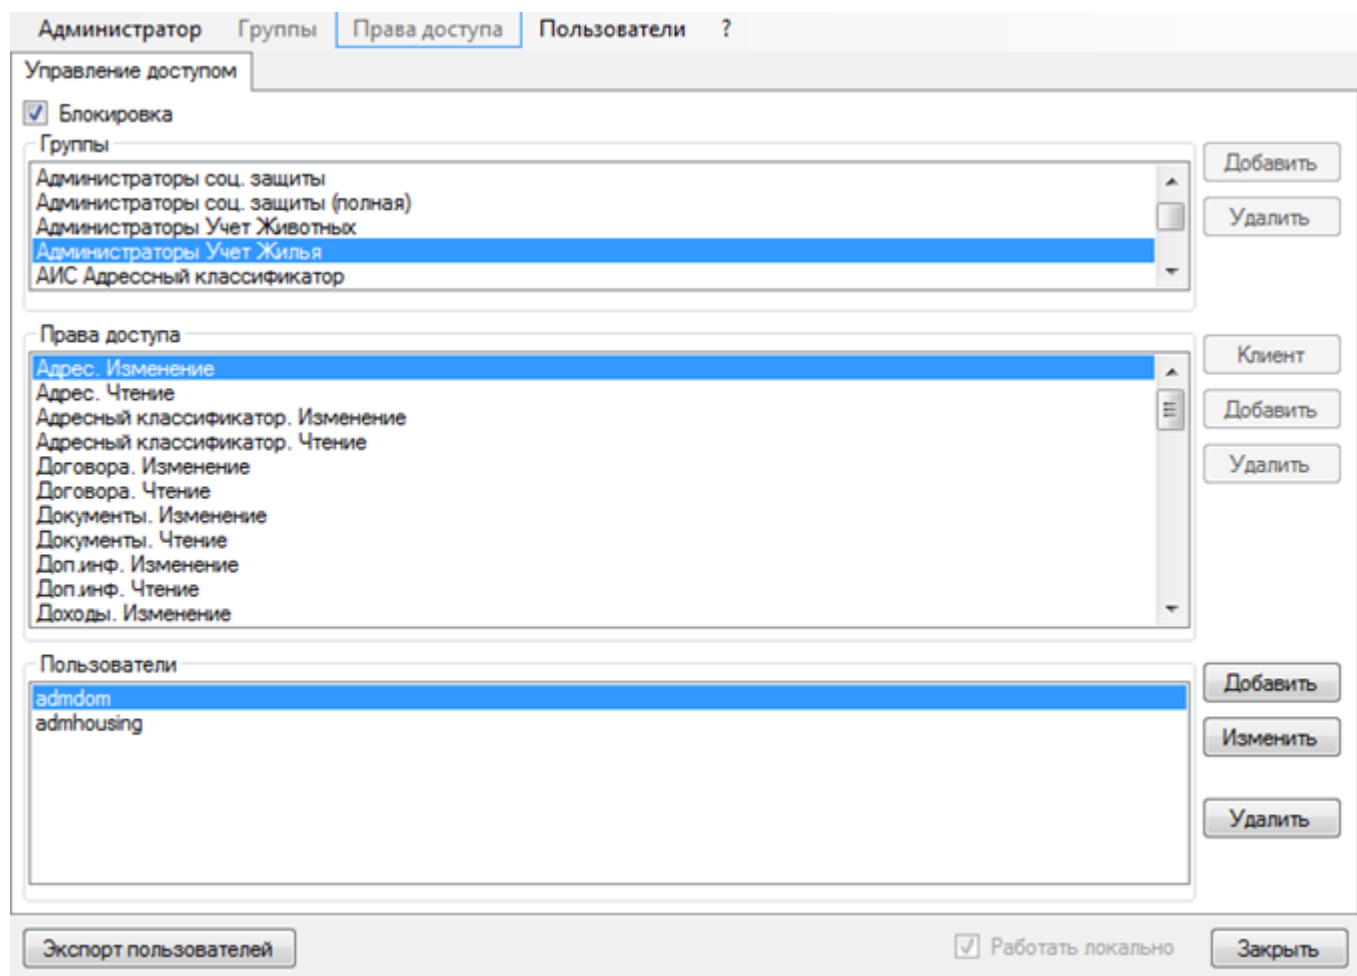 Администратор Группы Права доступа Пользователи ?
Управление доступом
Блокировка
Группы
Администраторы соц. защиты
Администраторы соц. защиты (полная)
Администраторы Учет Животных
Администраторы Учет Жилья
АИС Адрессный классификатор
Добавить
Удалить
Права доступа
Адрес. Изменение
Адрес. Чтение
Адресный классификатор. Изменение
Адресный классификатор. Чтение
Договора. Изменение
Договора. Чтение
Документы. Изменение
Документы. Чтение
Доп.инф. Изменение
Доп.инф. Чтение
Доходы. Изменение
Клиент
Добавить
Удалить
Пользователи
admdom
admhousing
Добавить
Изменить
Удалить
Экспорт пользователей Работать локально Закрыть